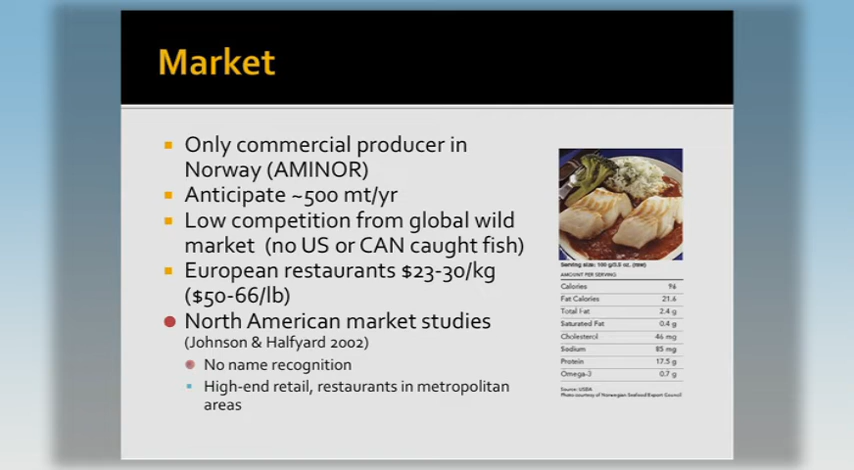 Market
Only commercial producer in
Norway (AMINOR)
Anticipate ~500 mt/yr
Low competition from global wild
market (no US or CAN caught fish)
European restaurants $23-30/kg
($50-66/lb)
North American market studies
(Johnson & Halfyard 2002)
No name recognition
High-end retail, restaurants in metropolitan
areas
Serving size: 100 g/3.5 oz. (raw)
AMOUNT PER SERVING
Calories 96
Fat Calories 21.6
Total Fat 2.4 g
Saturated Fat 0.4 g
Cholesterol 46 mg
Sodium 85 mg
Protein 17.5 g
Omega-3 0.7 g
Source: USDA
Photo courtesy of Norwegian Seafood Export Council